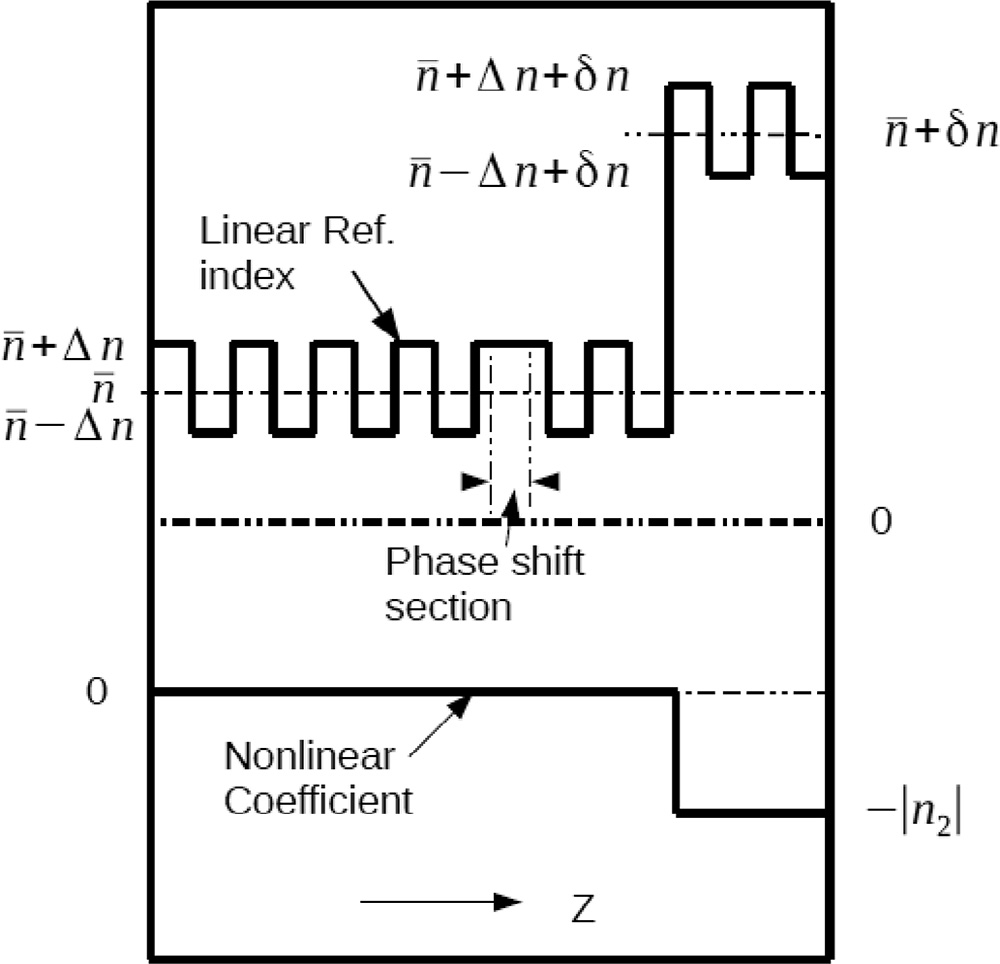 n̄+Δn+δn
n̄+δn
n̄−Δn+δn
Linear Ref.
index
n̄+Δn
n̄
n̄−Δn
0
Phase shift
section
0
Nonlinear
Coefficient
−|n₂|
Z